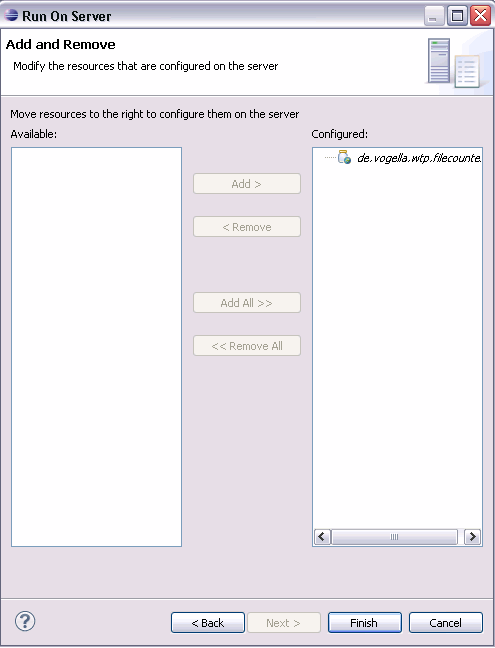 Run On Server
Add and Remove
Modify the resources that are configured on the server
Move resources to the right to configure them on the server
Available:
Configured:
de.vogella.wtp.filecounte
Add >
< Remove
Add All >>
<< Remove All
?
< Back
Next >
Finish
Cancel